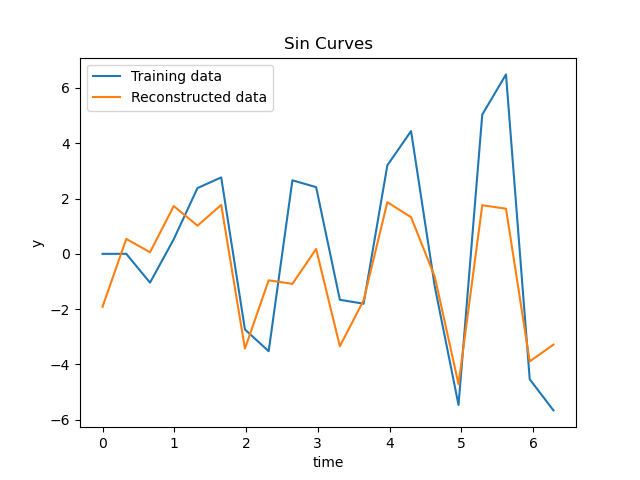 Sin Curves
Training data
Reconstructed data
y
6
4
2
0
−2
−4
−6
0 1 2 3 4 5 6
time